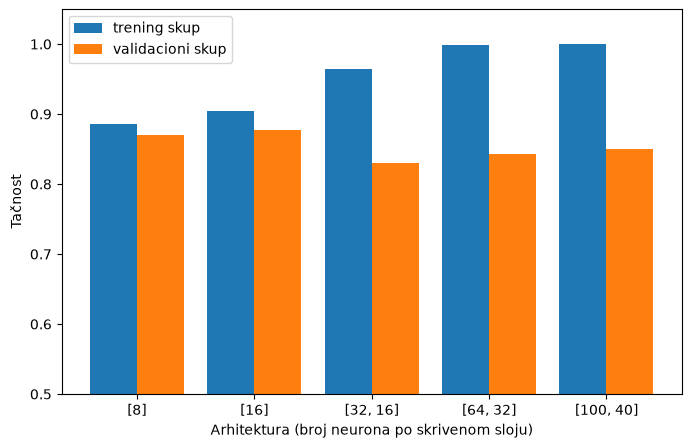 trening skup
validacioni skup
1.0
0.9
0.8
0.7
0.6
0.5
Tačnost
[8]
[16]
[32, 16]
[64, 32]
[100, 40]
Arhitektura (broj neurona po skrivenom sloju)